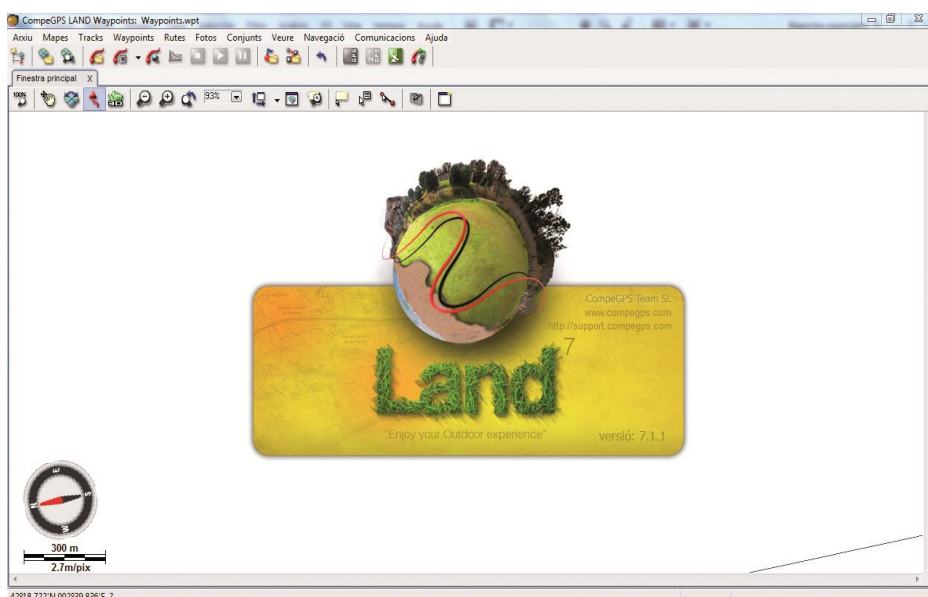 CompeGPS LAND Waypoints: Waypoints.wpt
Arxiu Mapes Tracks Waypoints Rutes Fotos Conjunts Veure Navegació Comunicacions Ajuda
Finestra principal X
100%
93%
CompeGPS Team SL
www.compegps.com
http://support.compegps.com
7
Land
"Enjoy your Outdoor experience"
versió: 7.1.1
E
N S
W
300 m
2.7m/pix